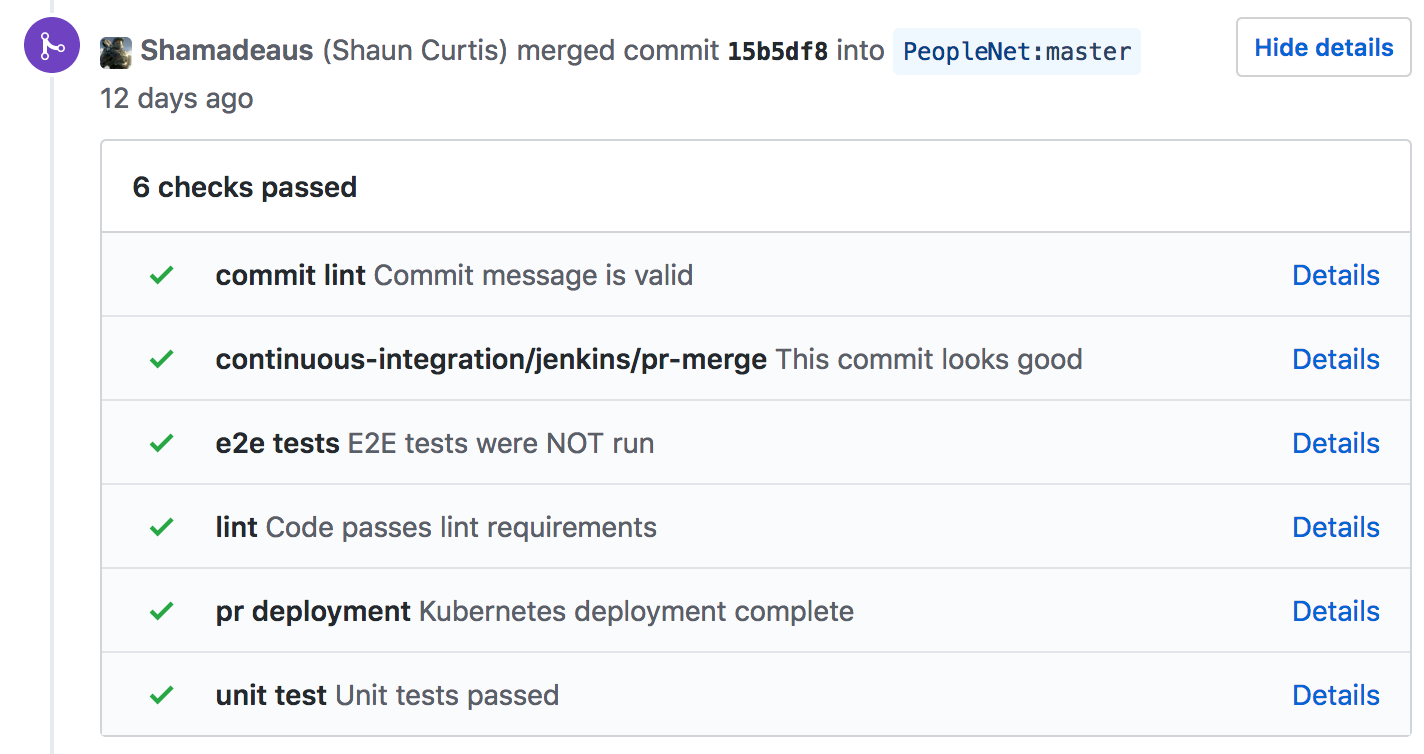 Shamadeaus (Shaun Curtis) merged commit 15b5df8 into PeopleNet:master Hide details
12 days ago
6 checks passed
commit lint Commit message is valid Details
continuous-integration/jenkins/pr-merge This commit looks good Details
e2e tests E2E tests were NOT run Details
lint Code passes lint requirements Details
pr deployment Kubernetes deployment complete Details
unit test Unit tests passed Details